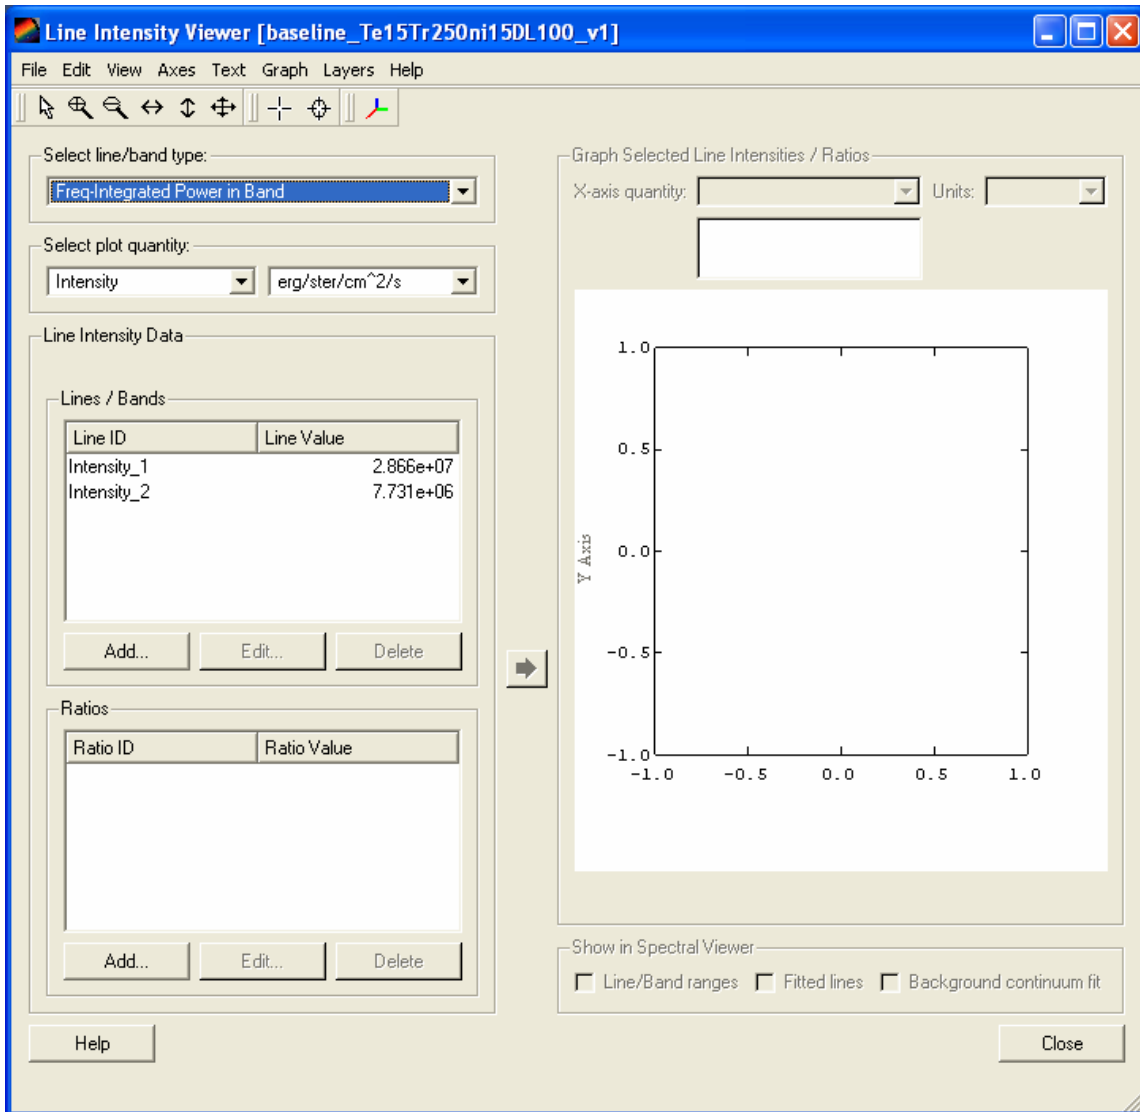 Line Intensity Viewer [baseline_Te15Tr250ni15DL100_v1]
File Edit View Axes Text Graph Layers Help
Select line/band type:
Freq-Integrated Power in Band
Select plot quantity:
Intensity erg/ster/cm^2/s
Line Intensity Data
Lines / Bands
Line ID Line Value
Intensity_1 2.866e+07
Intensity_2 7.731e+06
Add... Edit... Delete
Ratios
Ratio ID Ratio Value
Add... Edit... Delete
Graph Selected Line Intensities / Ratios
X-axis quantity: Units:
1.0
0.5
0.0
-0.5
-1.0
Y Axis
-1.0 -0.5 0.0 0.5 1.0
Show in Spectral Viewer
Line/Band ranges Fitted lines Background continuum fit
Help Close